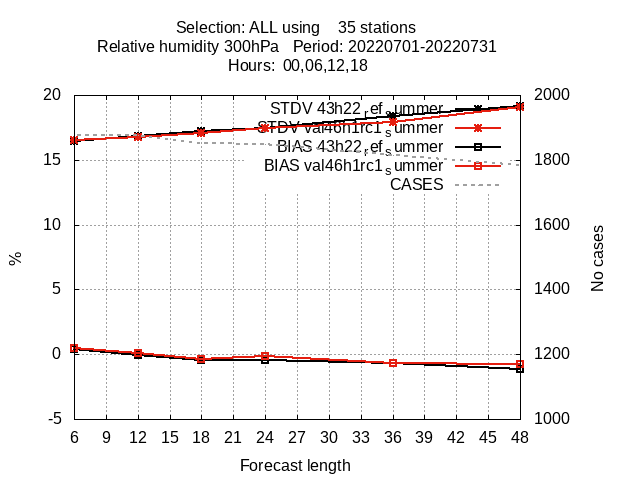 Selection: ALL using    35 stations
Relative humidity 300hPa   Period: 20220701-20220731
Hours:  00,06,12,18
20
15
10
5
0
-5
%
STDV 43h22_ref_summer
STDV val46h1rc1_summer
BIAS 43h22_ref_summer
BIAS val46h1rc1_summer
CASES
2000
1800
1600
1400
1200
1000
No cases
6 9 12 15 18 21 24 27 30 33 36 39 42 45 48
Forecast length